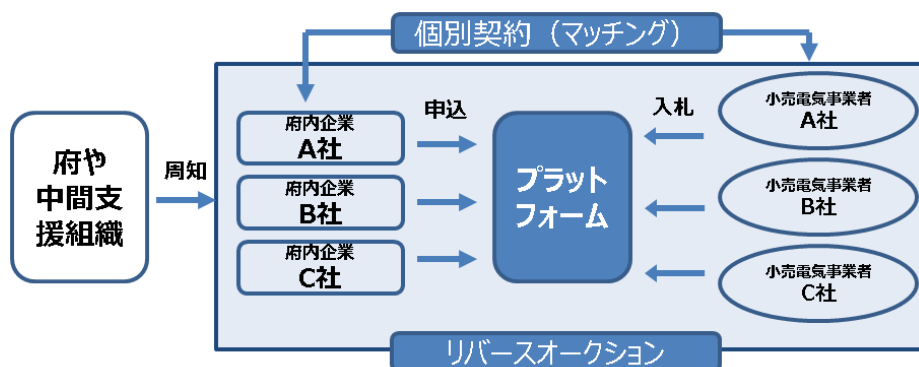 個別契約（マッチング）
府や
中間支
援組織
周知
府内企業
A社
府内企業
B社
府内企業
C社
申込
プラット
フォーム
入札
小売電気事業者
A社
小売電気事業者
B社
小売電気事業者
C社
リバースオークション